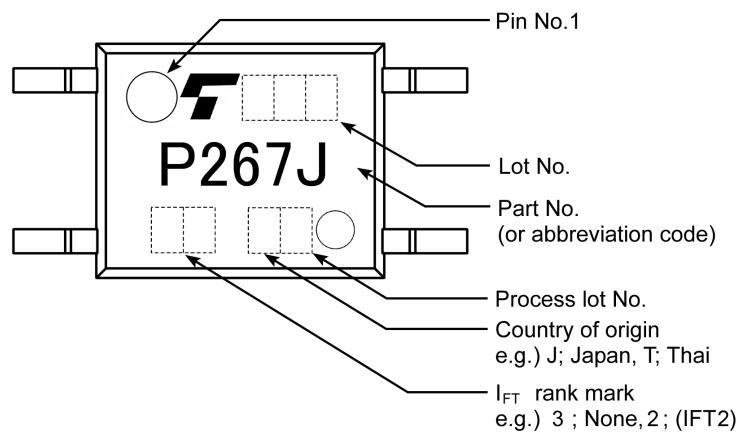 Pin No.1
P267J
Lot No.
Part No.
(or abbreviation code)
Process lot No.
Country of origin
e.g.) J; Japan, T; Thai
IFT rank mark
e.g.) 3 ; None, 2 ; (IFT2)